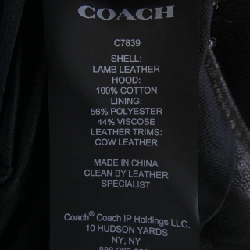 COACH
C7839
SHELL:
LAMB LEATHER
HOOD:
100% COTTON
LINING:
56% POLYESTER
44% VISCOSE
LEATHER TRIMS:
COW LEATHER
MADE IN CHINA
CLEAN BY LEATHER
SPECIALIST
Coach® Coach IP Holdings LLC.
10 HUDSON YARDS
NY, NY